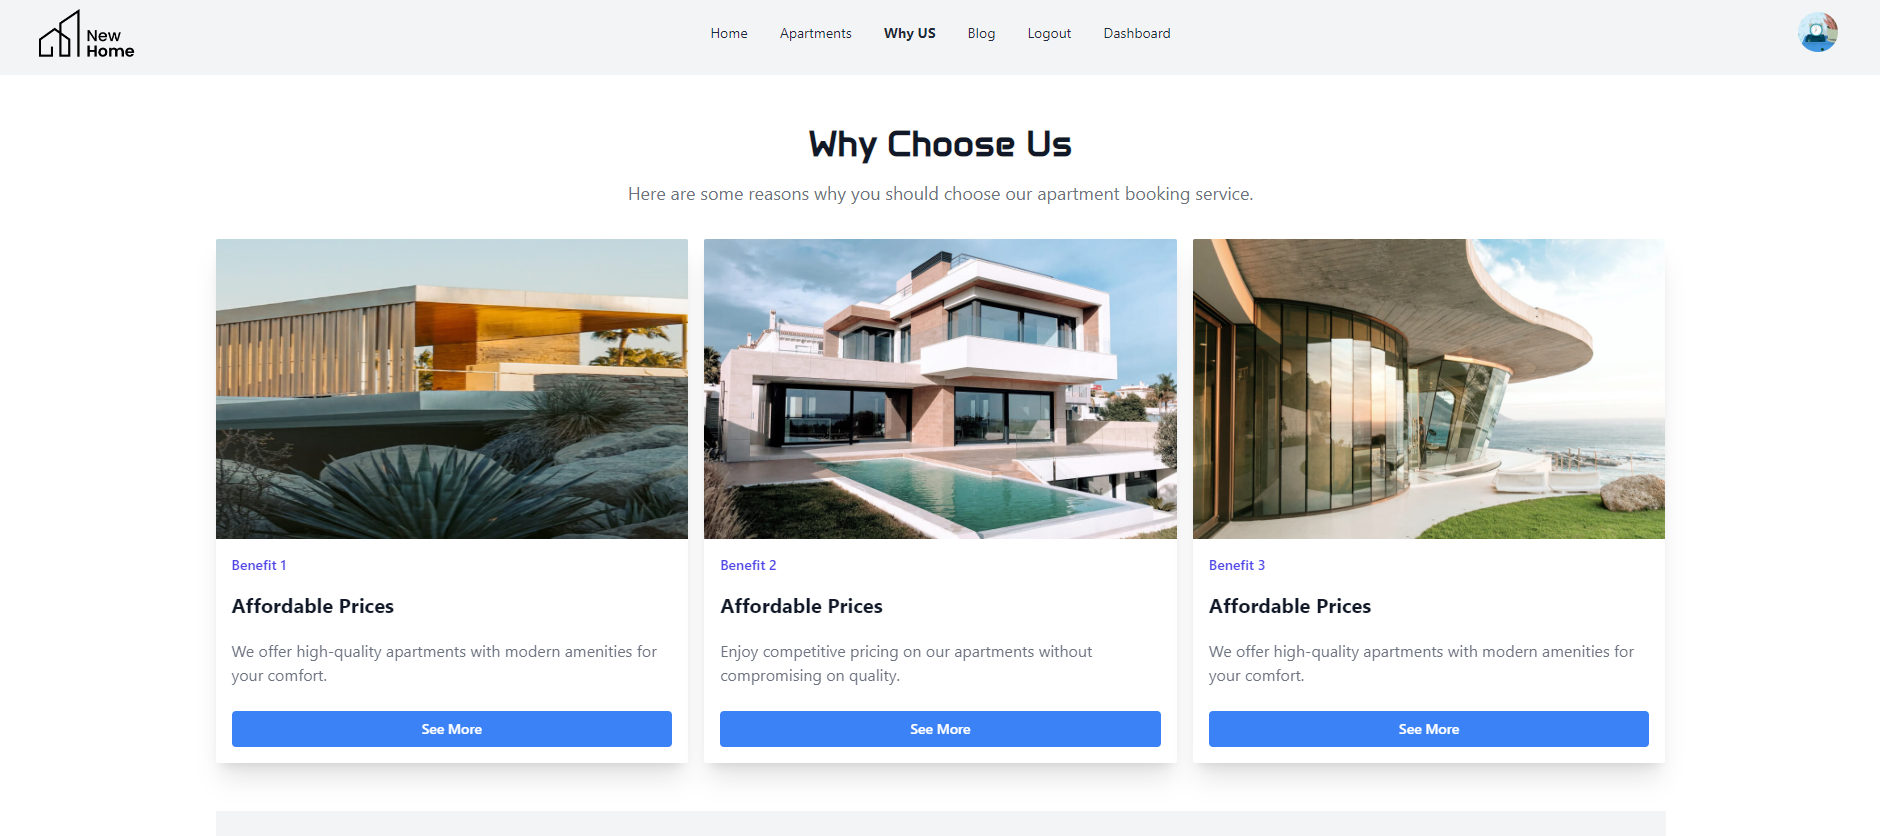 New
Home
Home
Apartments
Why US
Blog
Logout
Dashboard
Why Choose Us
Here are some reasons why you should choose our apartment booking service.
Benefit 1
Affordable Prices
We offer high-quality apartments with modern amenities for
your comfort.
See More
Benefit 2
Affordable Prices
Enjoy competitive pricing on our apartments without
compromising on quality.
See More
Benefit 3
Affordable Prices
We offer high-quality apartments with modern amenities for
your comfort.
See More